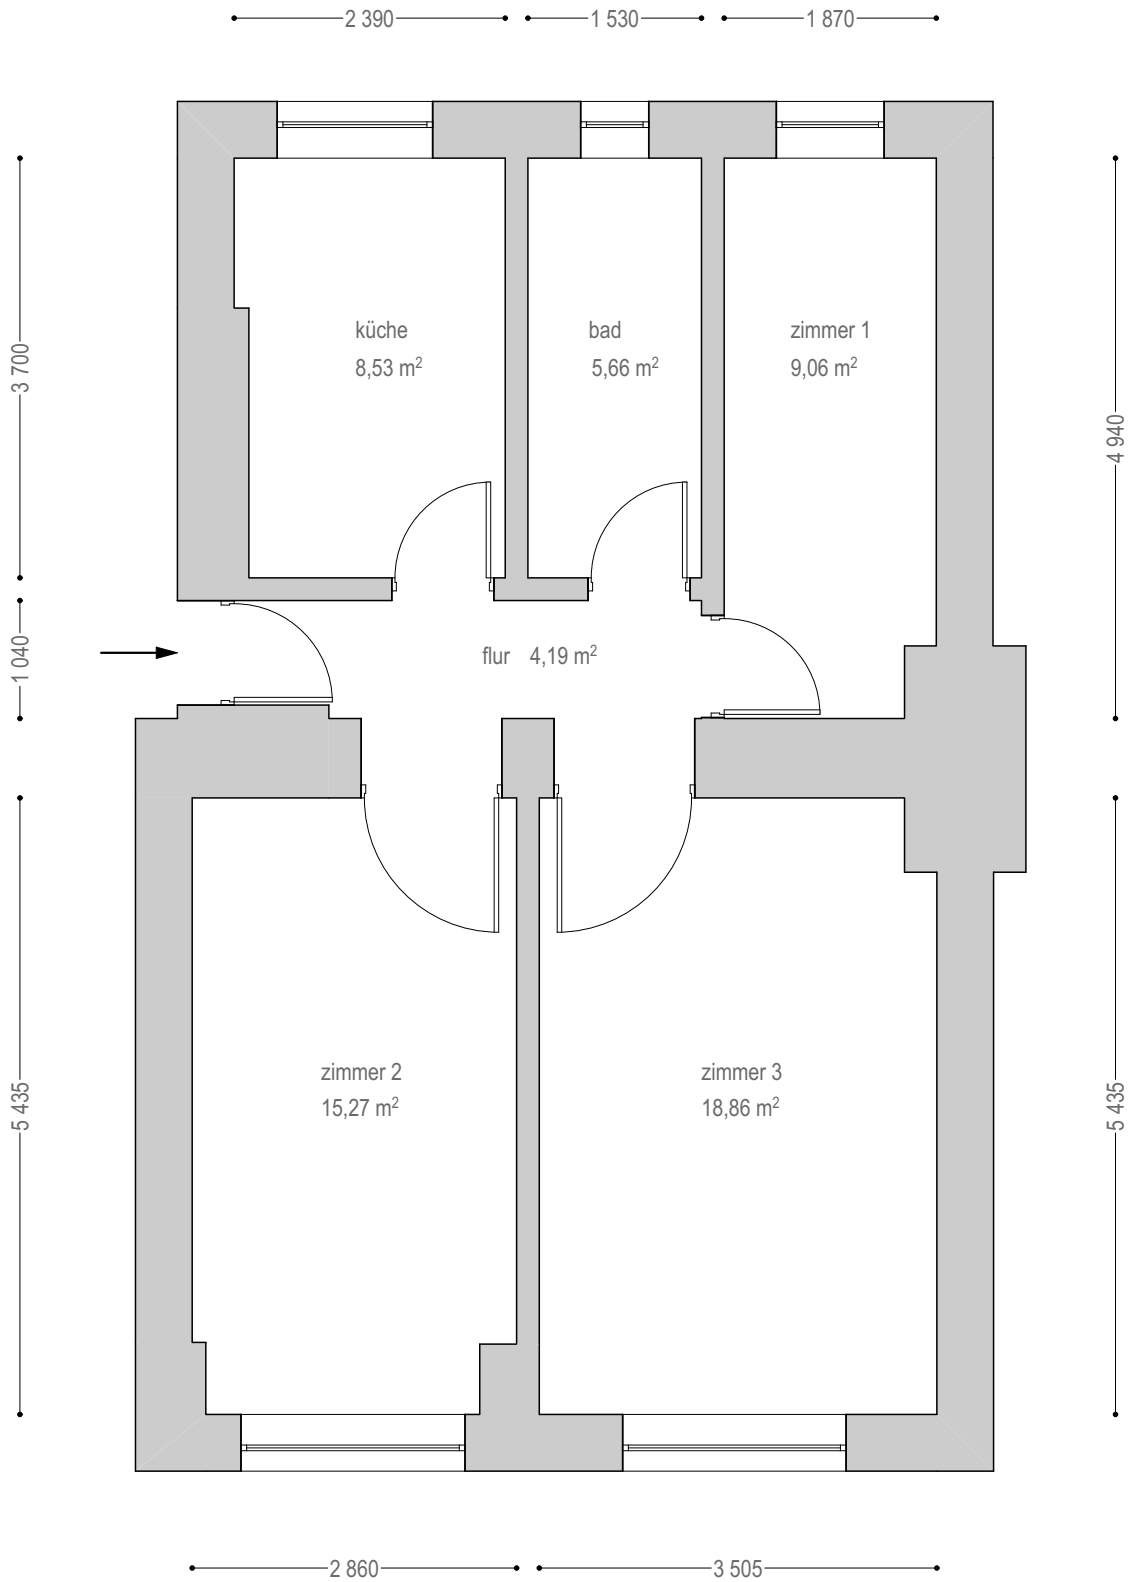 2 390
1 530
1 870
küche
8,53 m²
bad
5,66 m²
zimmer 1
9,06 m²
3 700
4 940
1 040
flur 4,19 m²
zimmer 2
15,27 m²
zimmer 3
18,86 m²
5 435
5 435
2 860
3 505